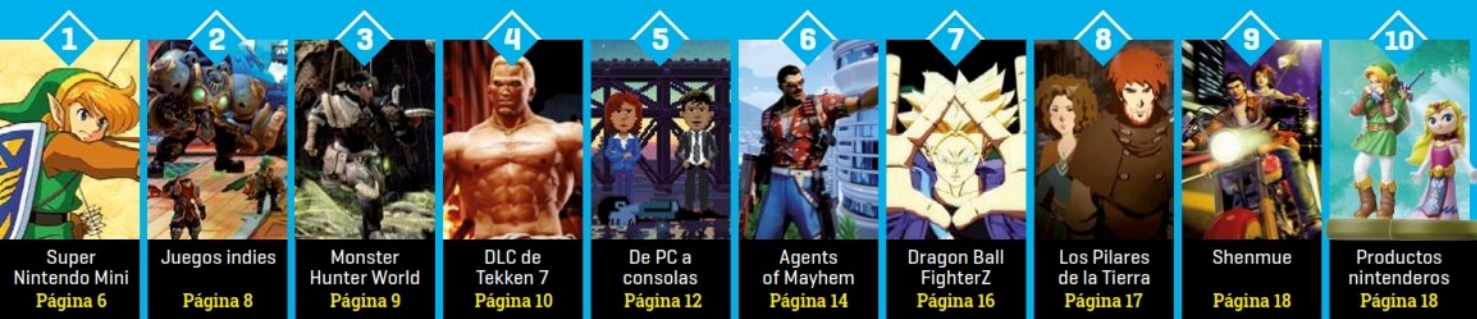 1
Super
Nintendo Mini
Página 6
2
Juegos indies
Página 8
3
Monster
Hunter World
Página 9
4
DLC de
Tekken 7
Página 10
5
De PC a
consolas
Página 12
6
Agents
of Mayhem
Página 14
7
Dragon Ball
FighterZ
Página 16
8
Los Pilares
de la Tierra
Página 17
9
Shenmue
Página 18
10
Productos
nintenderos
Página 18